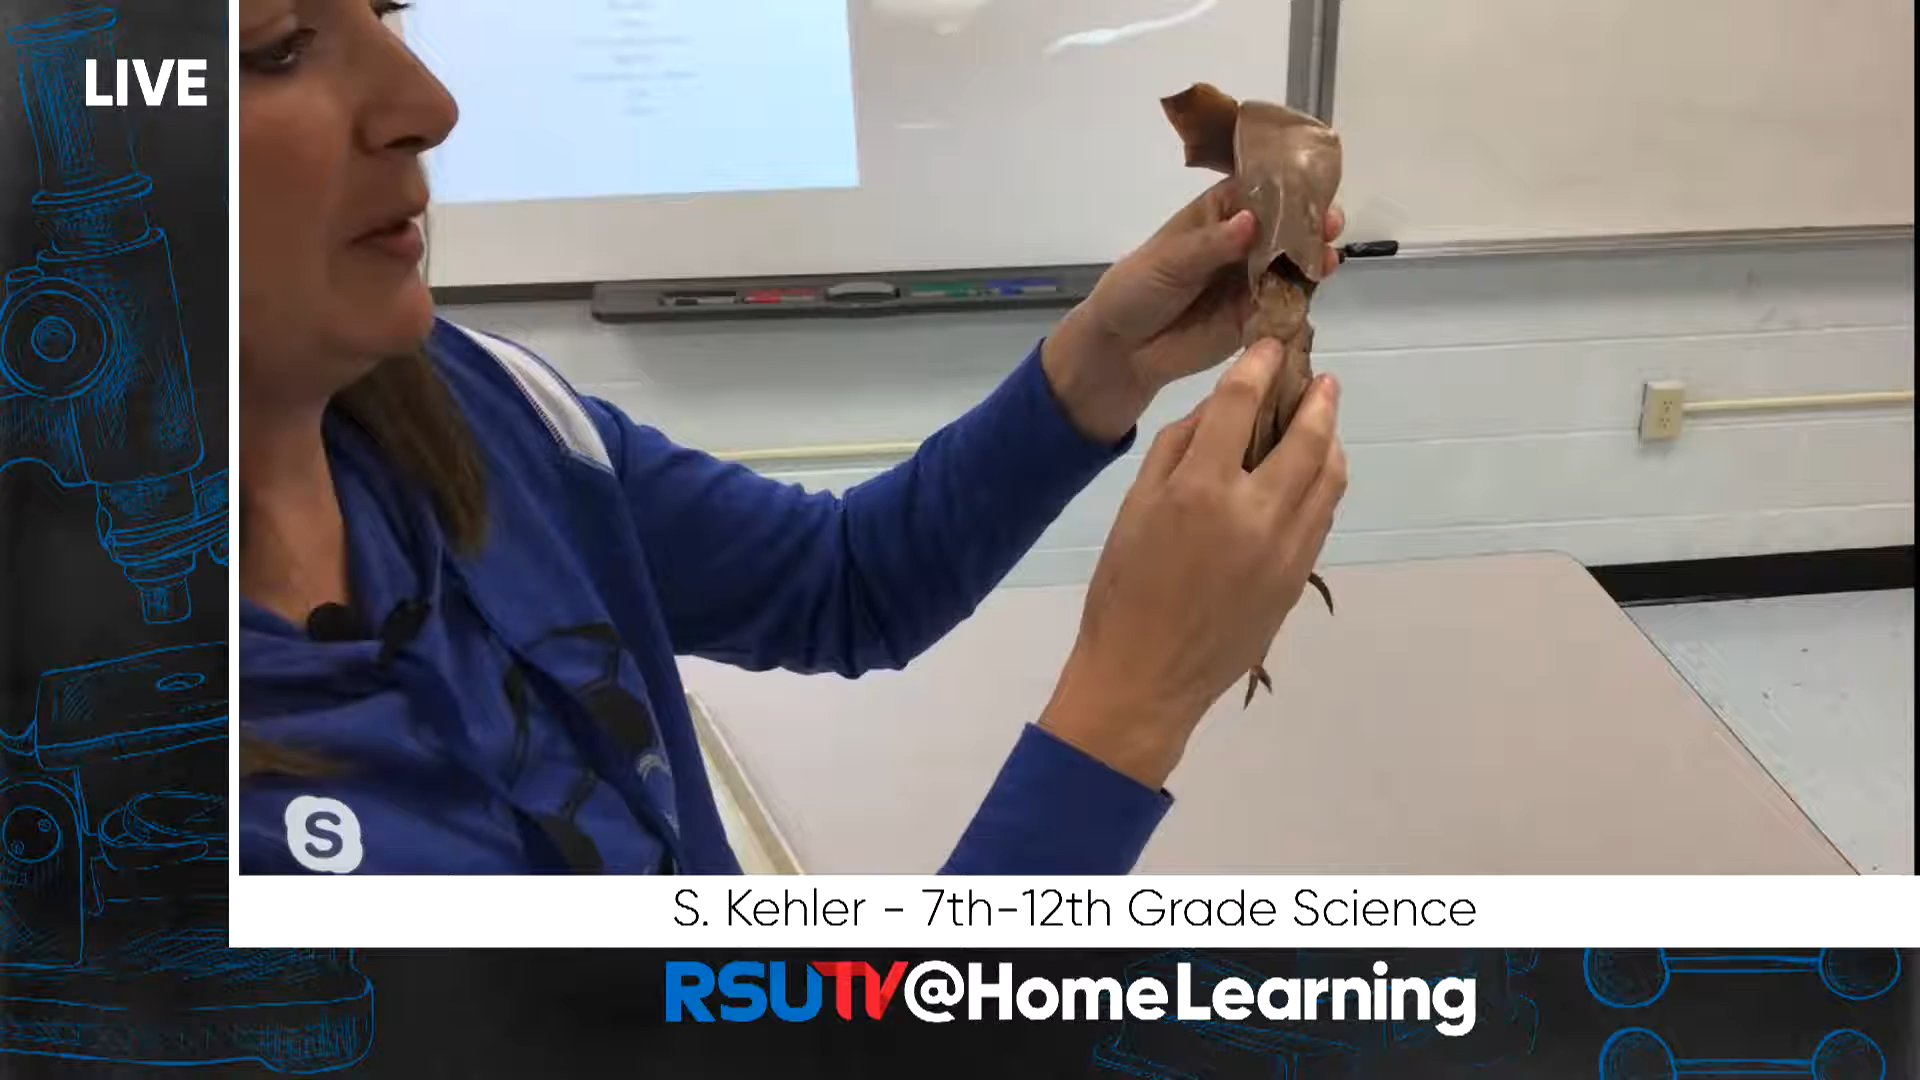 LIVE
S
S. Kehler - 7th-12th Grade Science
RSUTV@HomeLearning